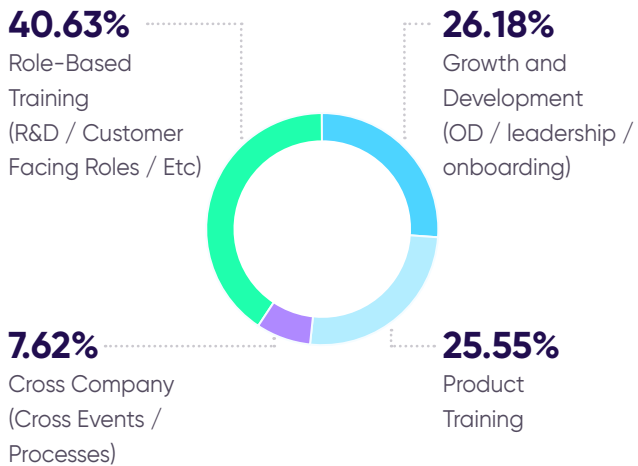 40.63%
Role-Based
Training
(R&D / Customer
Facing Roles / Etc)
26.18%
Growth and
Development
(OD / leadership /
onboarding)
7.62%
Cross Company
(Cross Events /
Processes)
25.55%
Product
Training